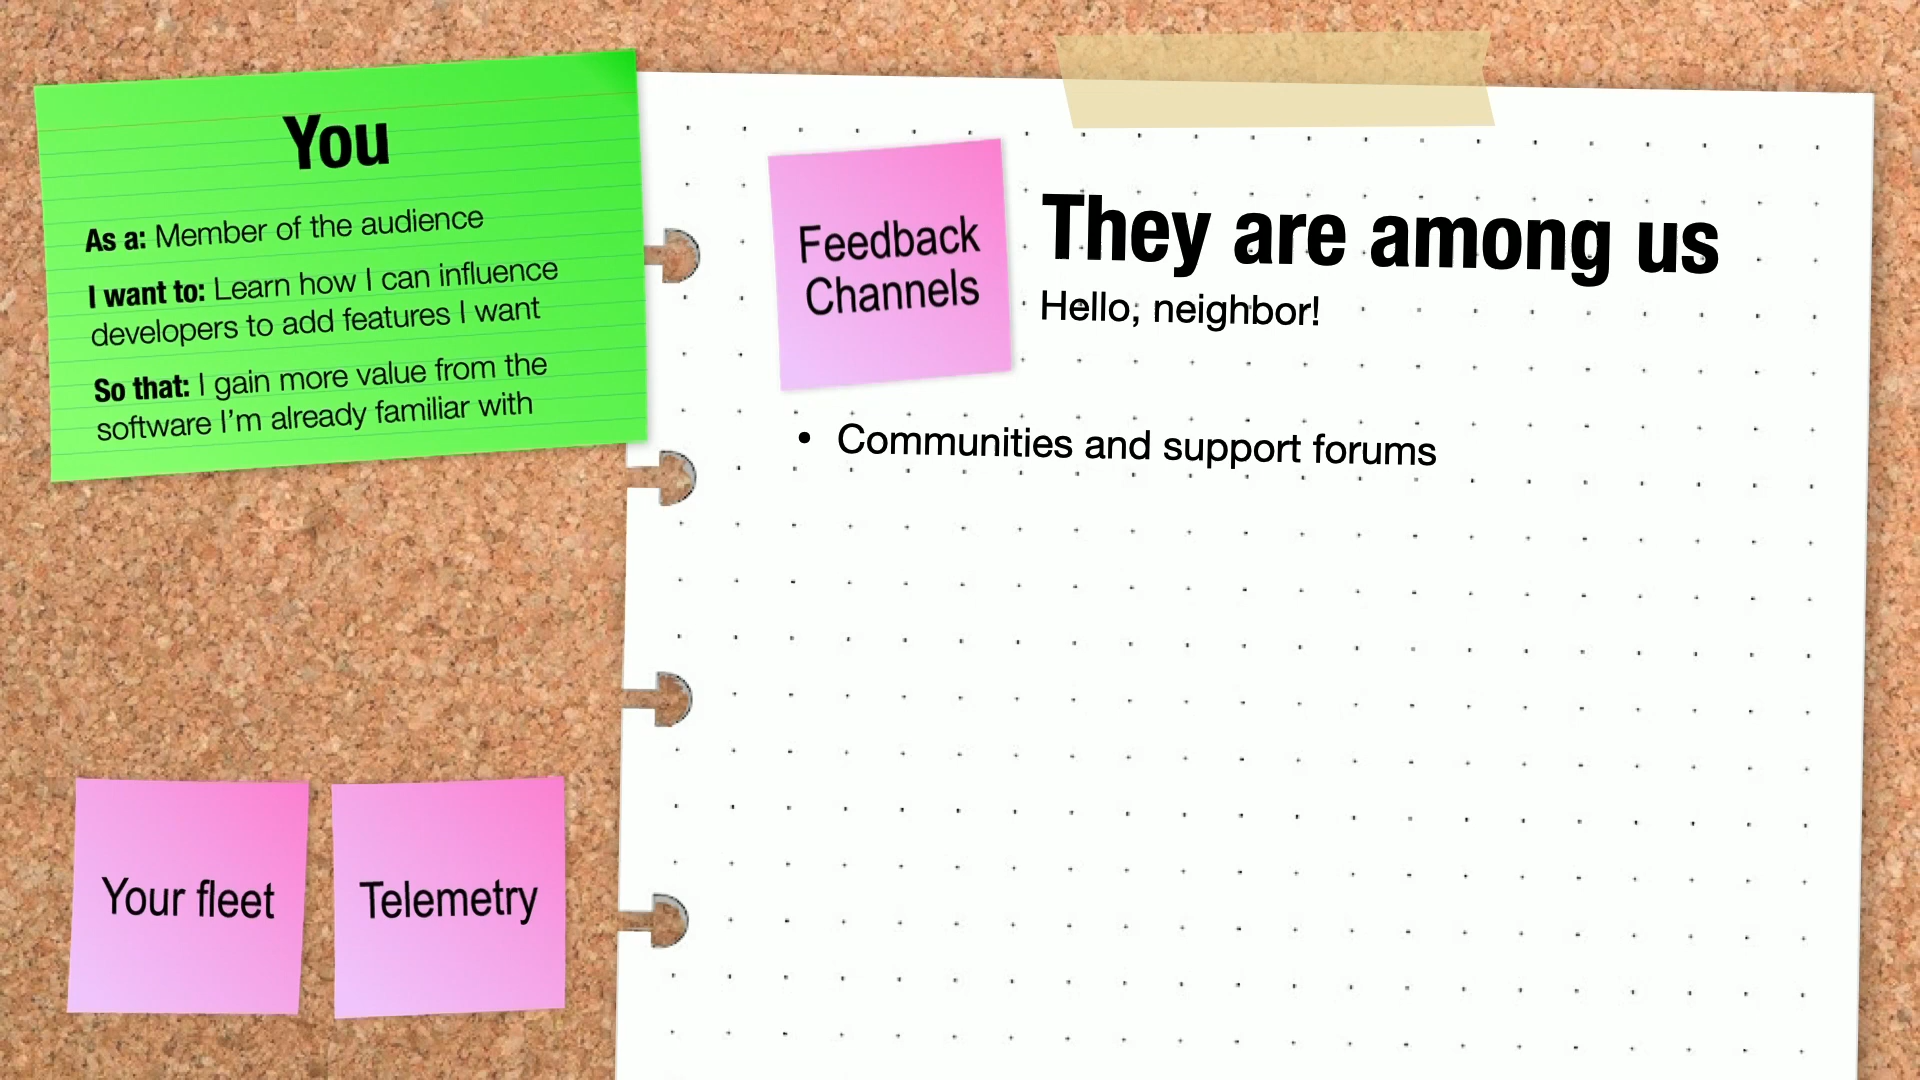 You
As a: Member of the audience
I want to: Learn how I can influence
developers to add features I want
So that: I gain more value from the
software I’m already familiar with
Feedback
Channels
They are among us
Hello, neighbor!
• Communities and support forums
Your fleet
Telemetry